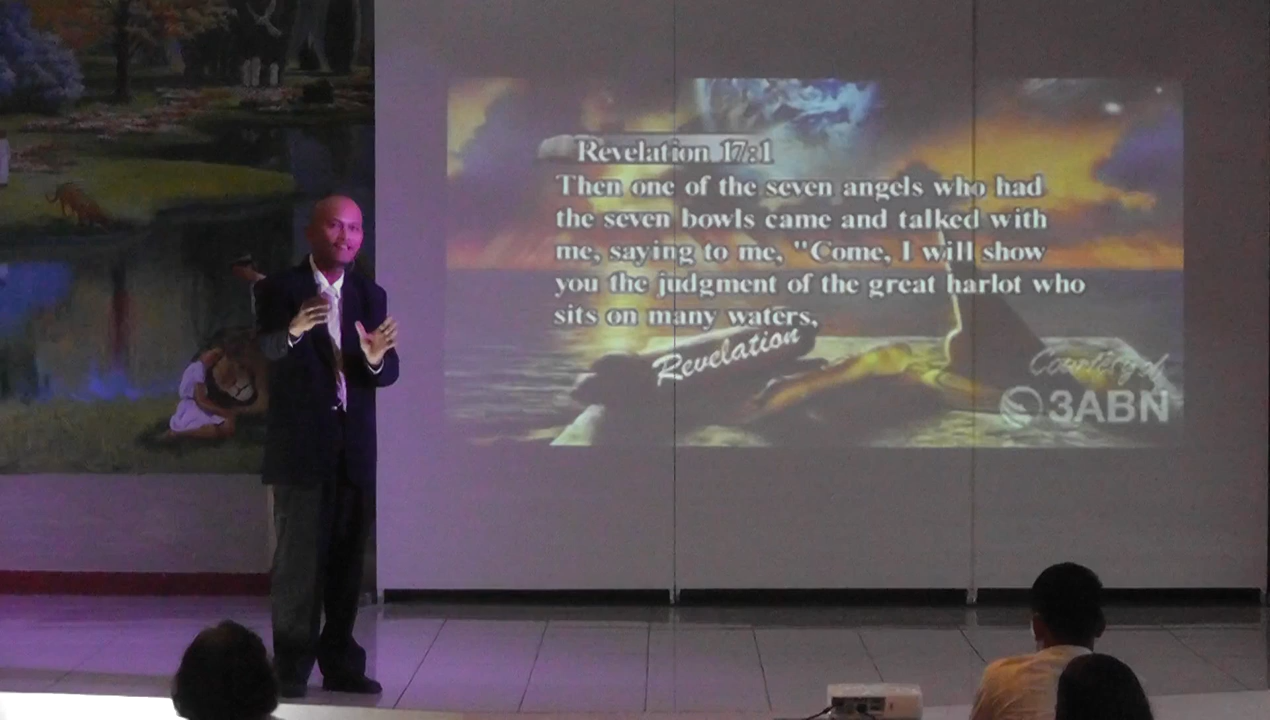 Revelation 17:1
Then one of the seven angels who had
the seven bowls came and talked with
me, saying to me, "Come, I will show
you the judgment of the great harlot who
sits on many waters,
Revelation
Courtesy of
3ABN